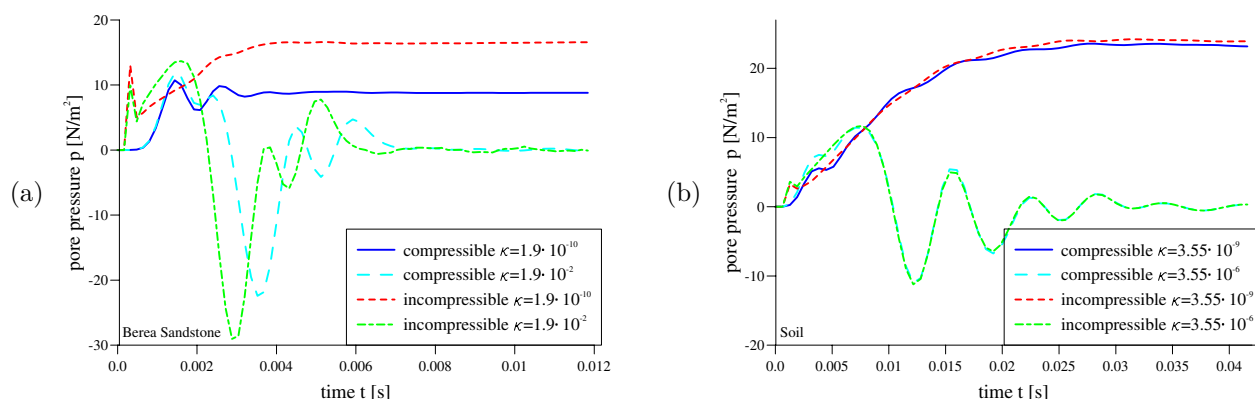 (a)
pore pressure p [N/m²]
20
10
0
-10
-20
-30
0.0
0.002
0.004
0.006
0.008
0.01
0.012
time t [s]
Berea Sandstone
compressible κ=1.9· 10⁻¹⁰
compressible κ=1.9· 10⁻²
incompressible κ=1.9· 10⁻¹⁰
incompressible κ=1.9· 10⁻²
(b)
pore pressure p [N/m²]
20
10
0
-10
-20
0.0
0.005
0.01
0.015
0.02
0.025
0.03
0.035
0.04
time t [s]
Soil
compressible κ=3.55· 10⁻⁹
compressible κ=3.55· 10⁻⁶
incompressible κ=3.55· 10⁻⁹
incompressible κ=3.55· 10⁻⁶